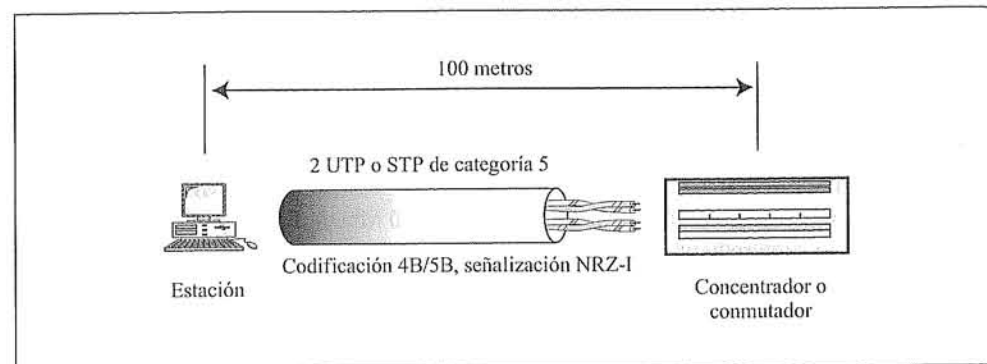 100 metros
2 UTP o STP de categoría 5
Codificación 4B/5B, señalización NRZ-I
Estación
Concentrador o
conmutador